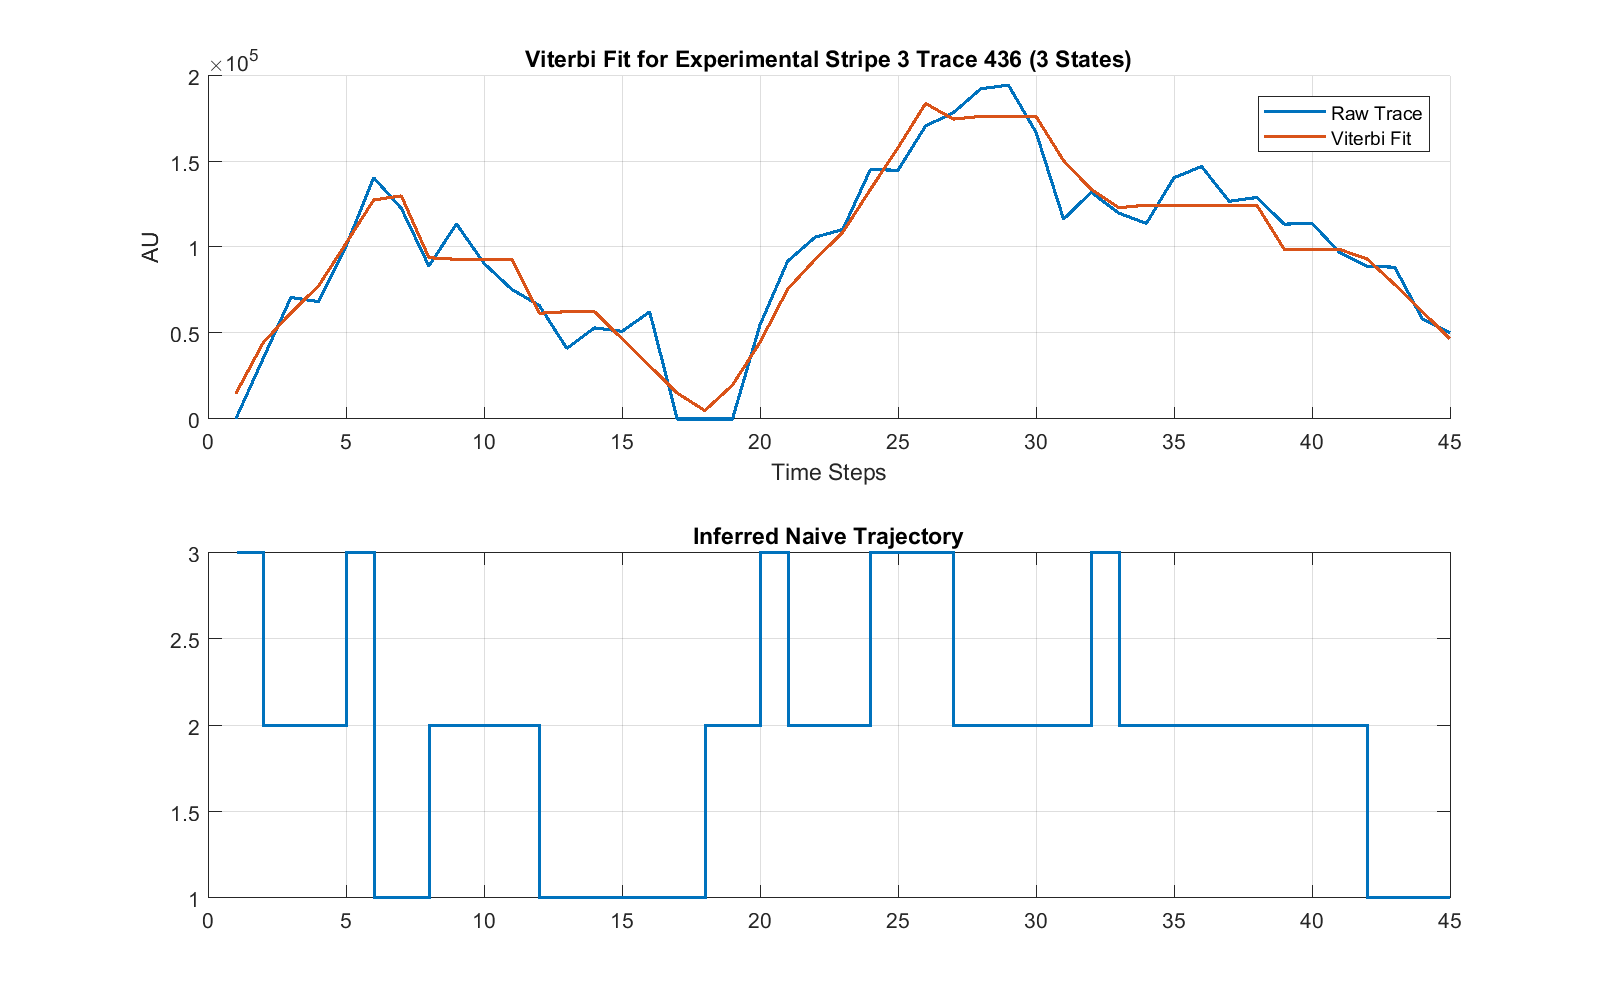 Viterbi Fit for Experimental Stripe 3 Trace 436 (3 States)
×10⁵
2
1.5
1
0.5
0
AU
Raw Trace
Viterbi Fit
0 5 10 15 20 25 30 35 40 45
Time Steps
Inferred Naive Trajectory
3
2.5
2
1.5
1
0 5 10 15 20 25 30 35 40 45